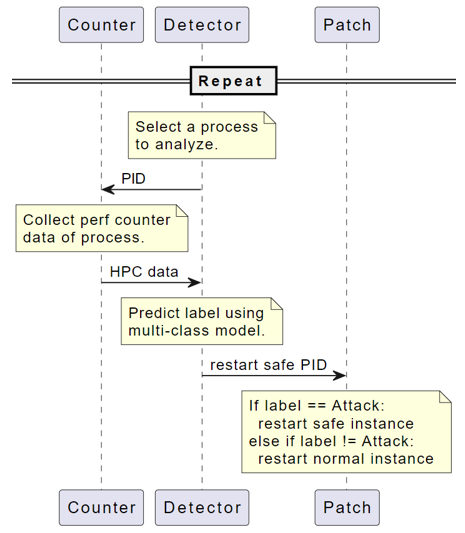 Counter Detector Patch
Repeat
Select a process
to analyze.
PID
Collect perf counter
data of process.
HPC data
Predict label using
multi-class model.
restart safe PID
If label == Attack:
restart safe instance
else if label != Attack:
restart normal instance
Counter Detector Patch